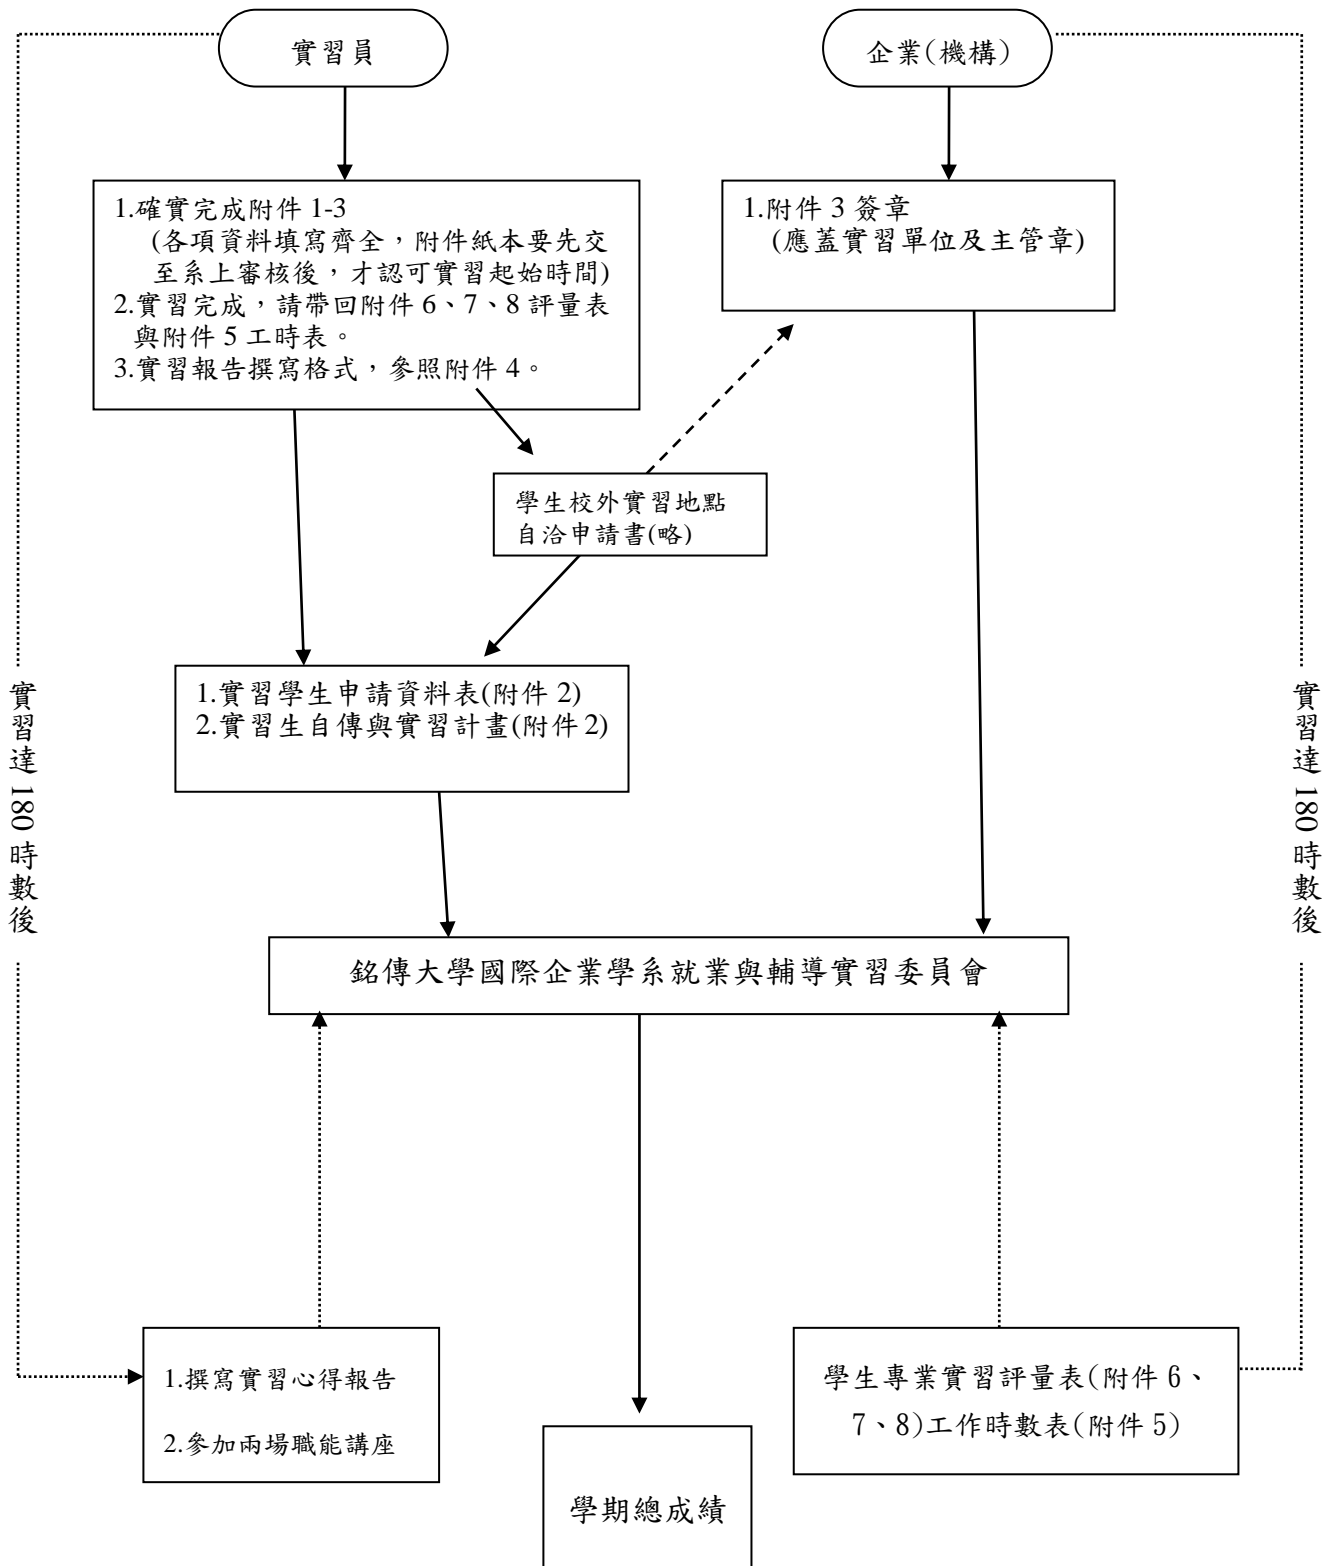 實習員
企業(機構)
1.確實完成附件 1-3
(各項資料填寫齊全，附件紙本要先交
至系上審核後，才認可實習起始時間)
2.實習完成，請帶回附件 6、7、8 評量表
與附件 5 工時表。
3.實習報告撰寫格式，參照附件 4。
1.附件 3 簽章
(應蓋實習單位及主管章)
學生校外實習地點
自洽申請書(略)
1.實習學生申請資料表(附件 2)
2.實習生自傳與實習計畫(附件 2)
實習達 180 時數後
實習達 180 時數後
銘傳大學國際企業學系就業與輔導實習委員會
1.撰寫實習心得報告
2.參加兩場職能講座
學生專業實習評量表(附件 6、
7、8)工作時數表(附件 5)
學期總成績